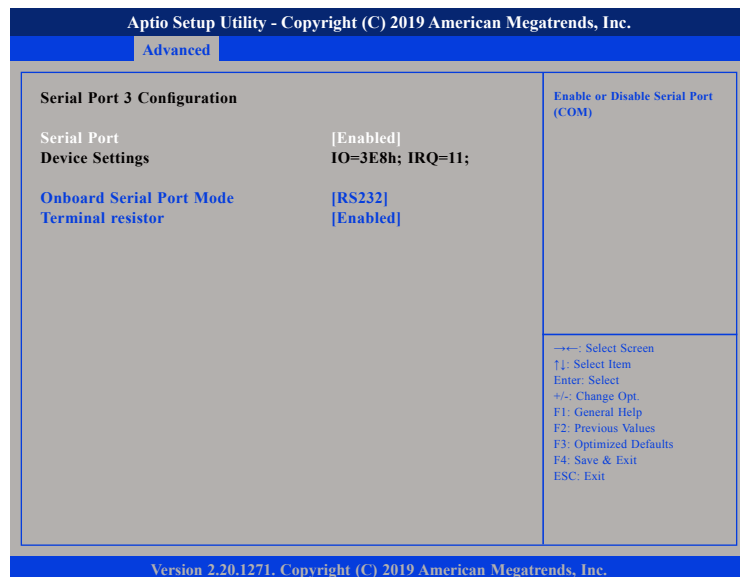 Aptio Setup Utility - Copyright (C) 2019 American Megatrends, Inc.
Advanced
Serial Port 3 Configuration
Serial Port [Enabled]
Device Settings IO=3E8h; IRQ=11;
Onboard Serial Port Mode [RS232]
Terminal resistor [Enabled]
Enable or Disable Serial Port
(COM)
→←: Select Screen
↑↓: Select Item
Enter: Select
+/-: Change Opt.
F1: General Help
F2: Previous Values
F3: Optimized Defaults
F4: Save & Exit
ESC: Exit
Version 2.20.1271. Copyright (C) 2019 American Megatrends, Inc.